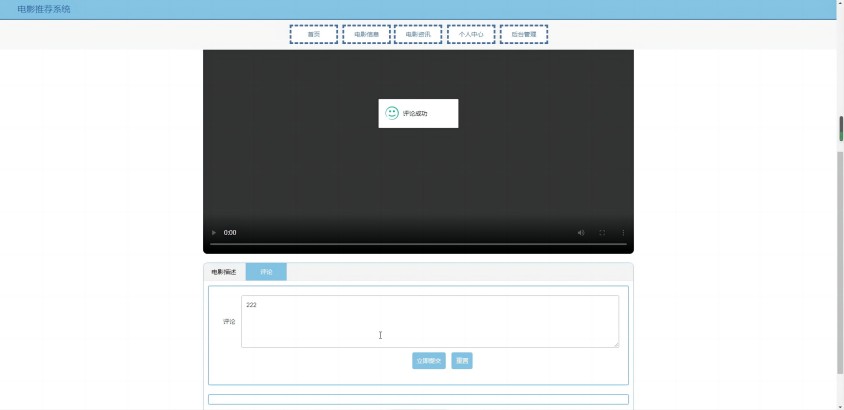 电影推荐系统
首页 电影信息 电影资讯 个人中心 后台管理
评论成功
0:00
电影描述 评论
评论 222
立即提交 重置